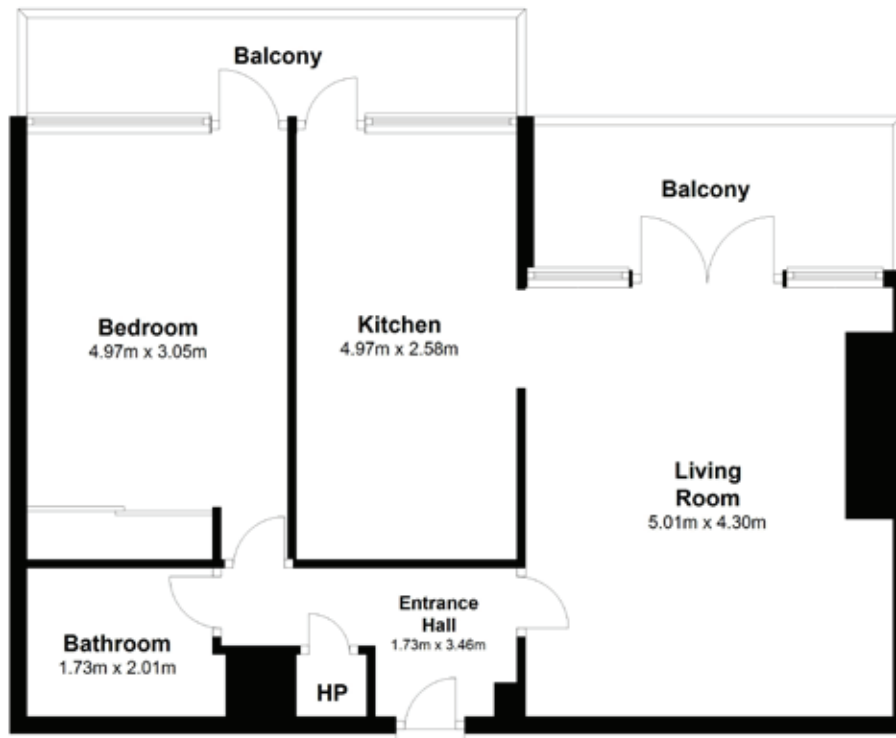 Balcony
Balcony
Bedroom
4.97m x 3.05m
Kitchen
4.97m x 2.58m
Living
Room
5.01m x 4.30m
Entrance
Hall
1.73m x 3.46m
Bathroom
1.73m x 2.01m
HP